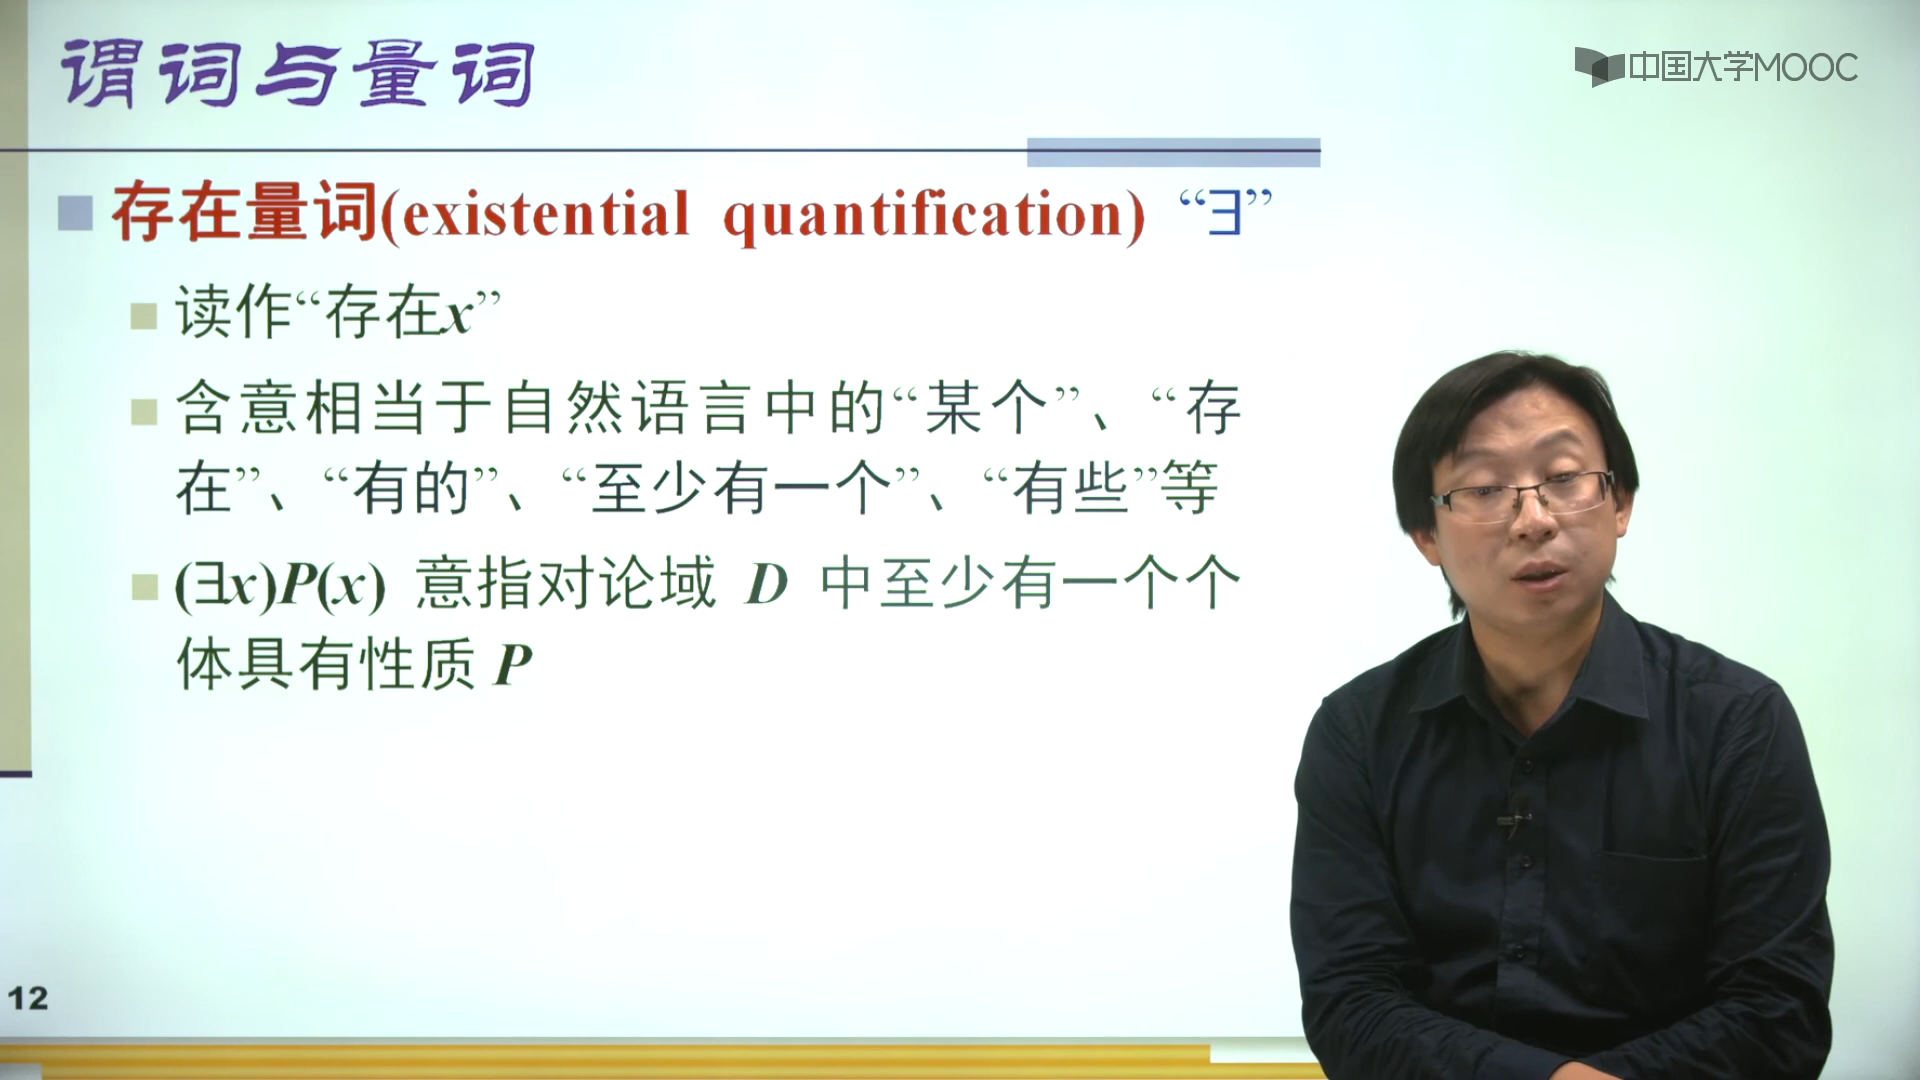 谓词与量词
中国大学MOOC
存在量词(existential quantification) “∃”
读作“存在x”
含意相当于自然语言中的“某个”、“存
在”、“有的”、“至少有一个”、“有些”等
(∃x)P(x) 意指对论域 D 中至少有一个个
体具有性质 P
12